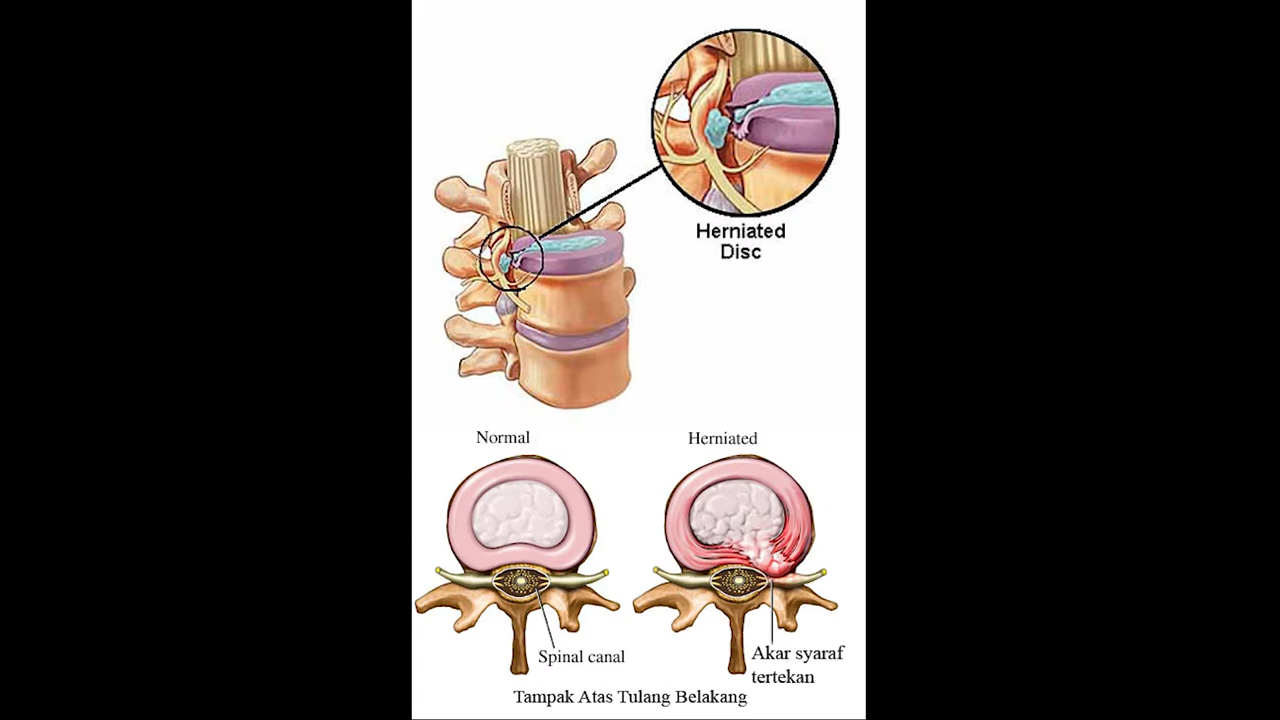 Herniated
Disc
Normal
Herniated
Spinal canal
Akar syaraf
tertekan
Tampak Atas Tulang Belakang